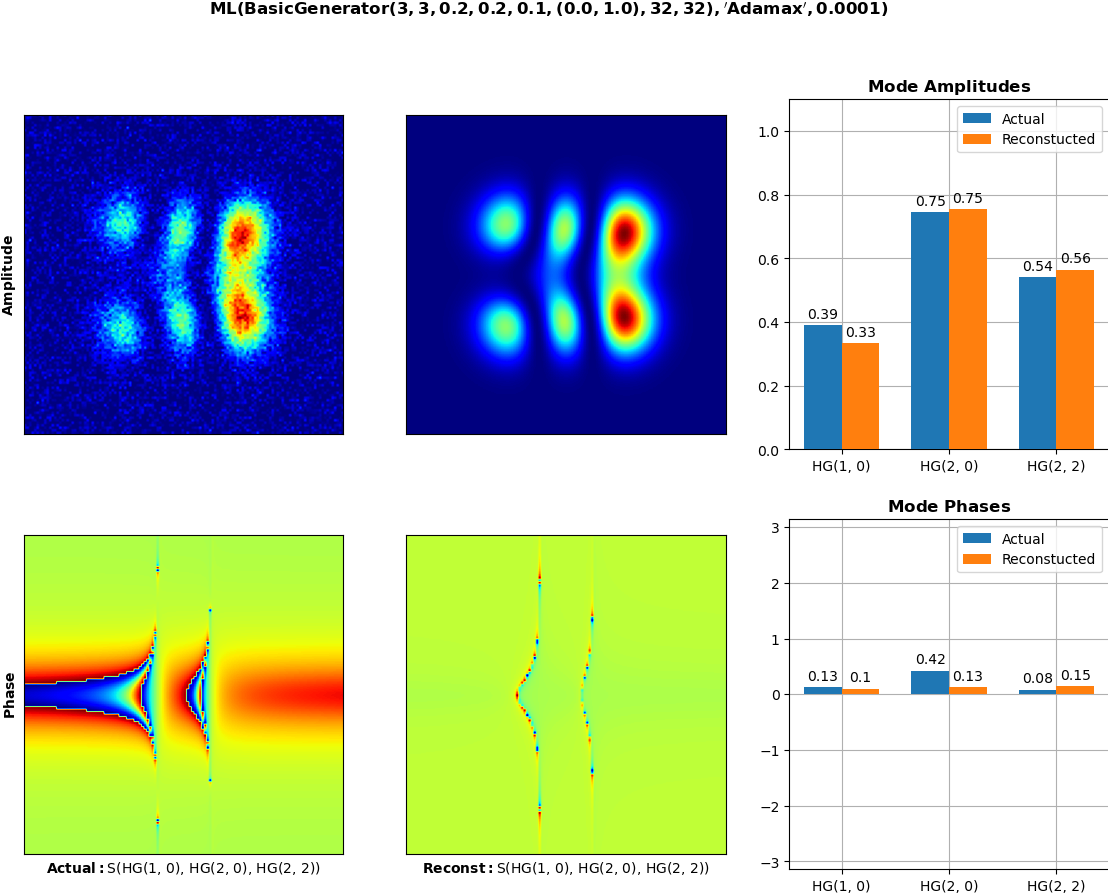 ML(BasicGenerator(3, 3, 0.2, 0.2, 0.1, (0.0, 1.0), 32, 32), ′Adamax′, 0.0001)
Mode Amplitudes
Amplitude
1.0
0.8
0.6
0.4
0.2
0.0
Actual
Reconstucted
0.39
0.33
0.75
0.75
0.54
0.56
HG(1, 0)
HG(2, 0)
HG(2, 2)
Mode Phases
Phase
3
2
1
0
−1
−2
−3
Actual
Reconstucted
0.13
0.1
0.42
0.13
0.08
0.15
HG(1, 0)
HG(2, 0)
HG(2, 2)
Actual: S(HG(1, 0), HG(2, 0), HG(2, 2))
Reconst: S(HG(1, 0), HG(2, 0), HG(2, 2))